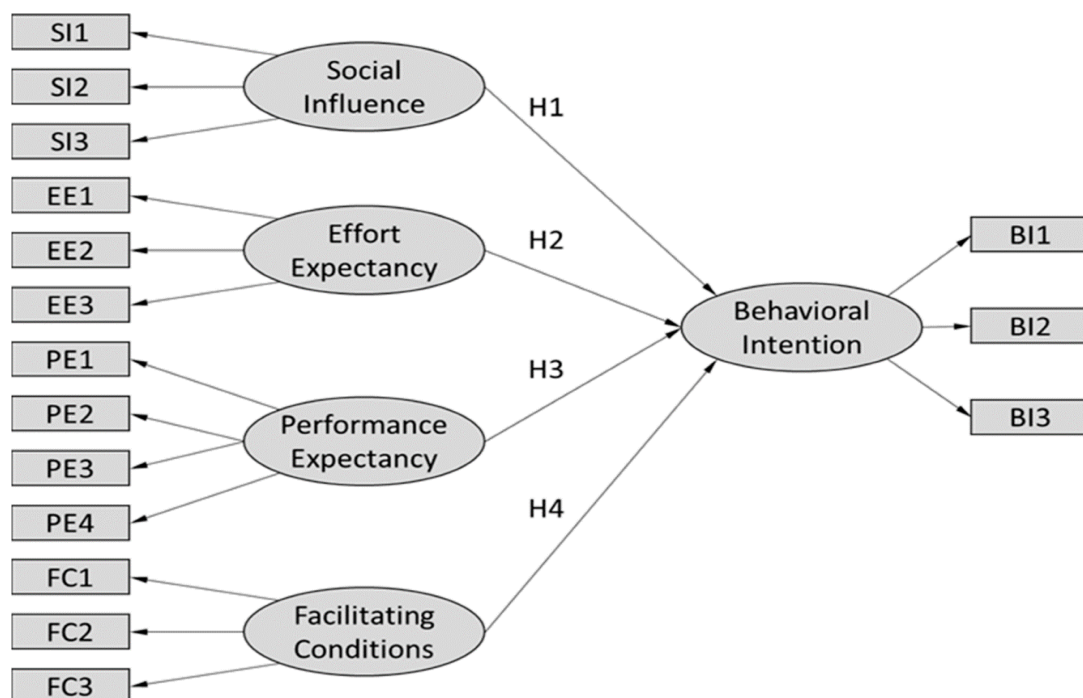 SI1
SI2
SI3
EE1
EE2
EE3
PE1
PE2
PE3
PE4
FC1
FC2
FC3
Social
Influence
Effort
Expectancy
Performance
Expectancy
Facilitating
Conditions
H1
H2
H3
H4
Behavioral
Intention
BI1
BI2
BI3